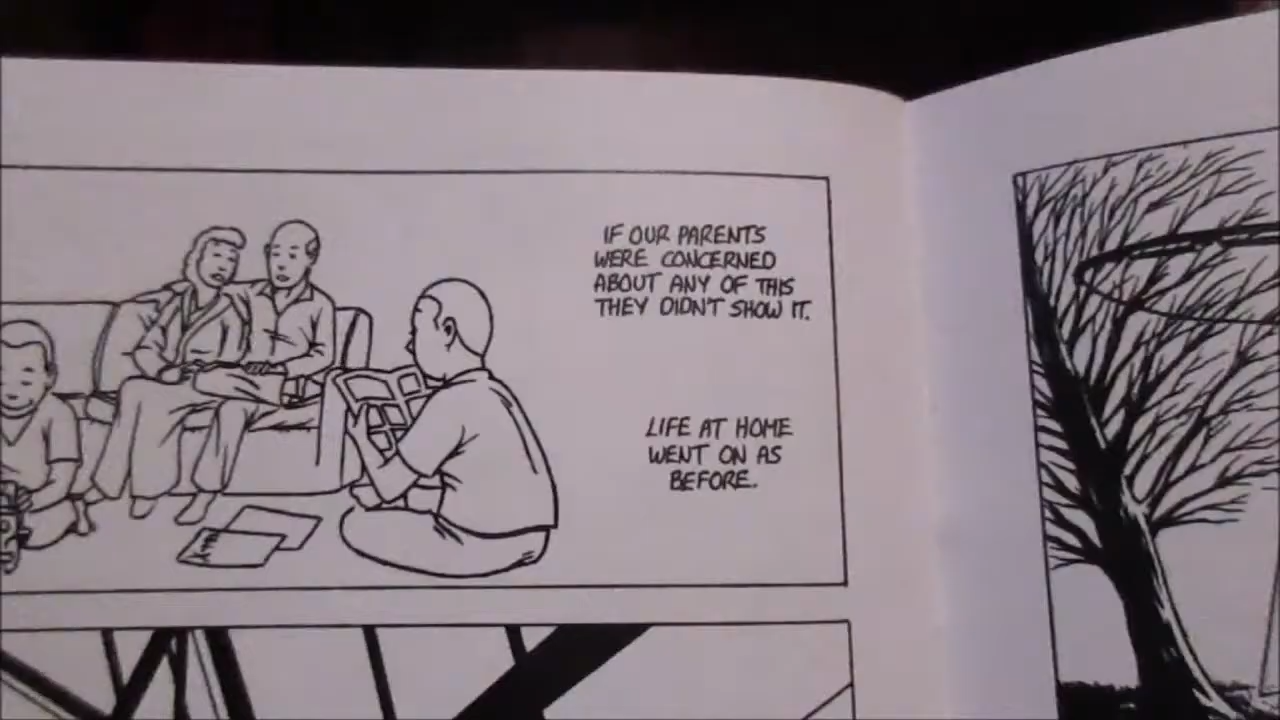 IF OUR PARENTS
WERE CONCERNED
ABOUT ANY OF THIS
THEY DIDN'T SHOW IT.
LIFE AT HOME
WENT ON AS
BEFORE.